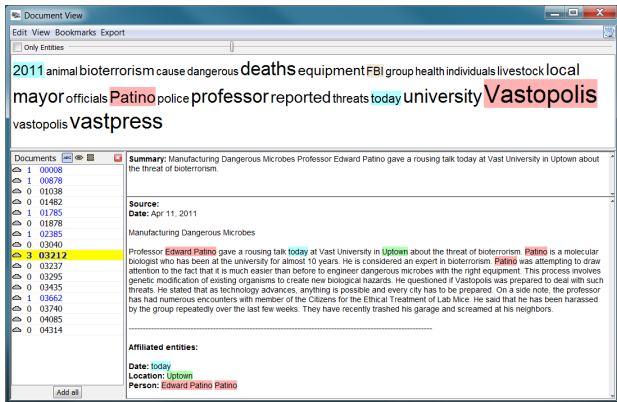 Document View
Edit View Bookmarks Export
Only Entities
2011 animal bioterrorism cause dangerous deaths equipment FBI group health individuals livestock local
mayor officials Patino police professor reported threats today university Vastopolis
vastopolis vastpress
Documents
1 00008
1 00878
0 01038
0 01482
1 01785
0 01878
1 02385
0 03040
3 03212
0 03237
0 03295
0 03435
1 03662
0 03740
0 04085
0 04314
Add all
Summary: Manufacturing Dangerous Microbes Professor Edward Patino gave a rousing talk today at Vast University in Uptown about
the threat of bioterrorism.
Source:
Date: Apr 11, 2011
Manufacturing Dangerous Microbes
Professor Edward Patino gave a rousing talk today at Vast University in Uptown about the threat of bioterrorism. Patino is a molecular
biologist who has been at the university for almost 10 years. He is considered an expert in bioterrorism. Patino was attempting to draw
attention to the fact that it is much easier than before to engineer dangerous microbes with the right equipment. This process involves
genetic modification of existing organisms to create new biological hazards. He questioned if Vastopolis was prepared to deal with such
threats. He stated that as technology advances, anything is possible and every city has to be prepared. On a side note, the professor
has had numerous encounters with member of the Citizens for the Ethical Treatment of Lab Mice. He said that he has been harassed
by the group repeatedly over the last few weeks. They have recently trashed his garage and screamed at his neighbors.
Affiliated entities:
Date: today
Location: Uptown
Person: Edward Patino Patino